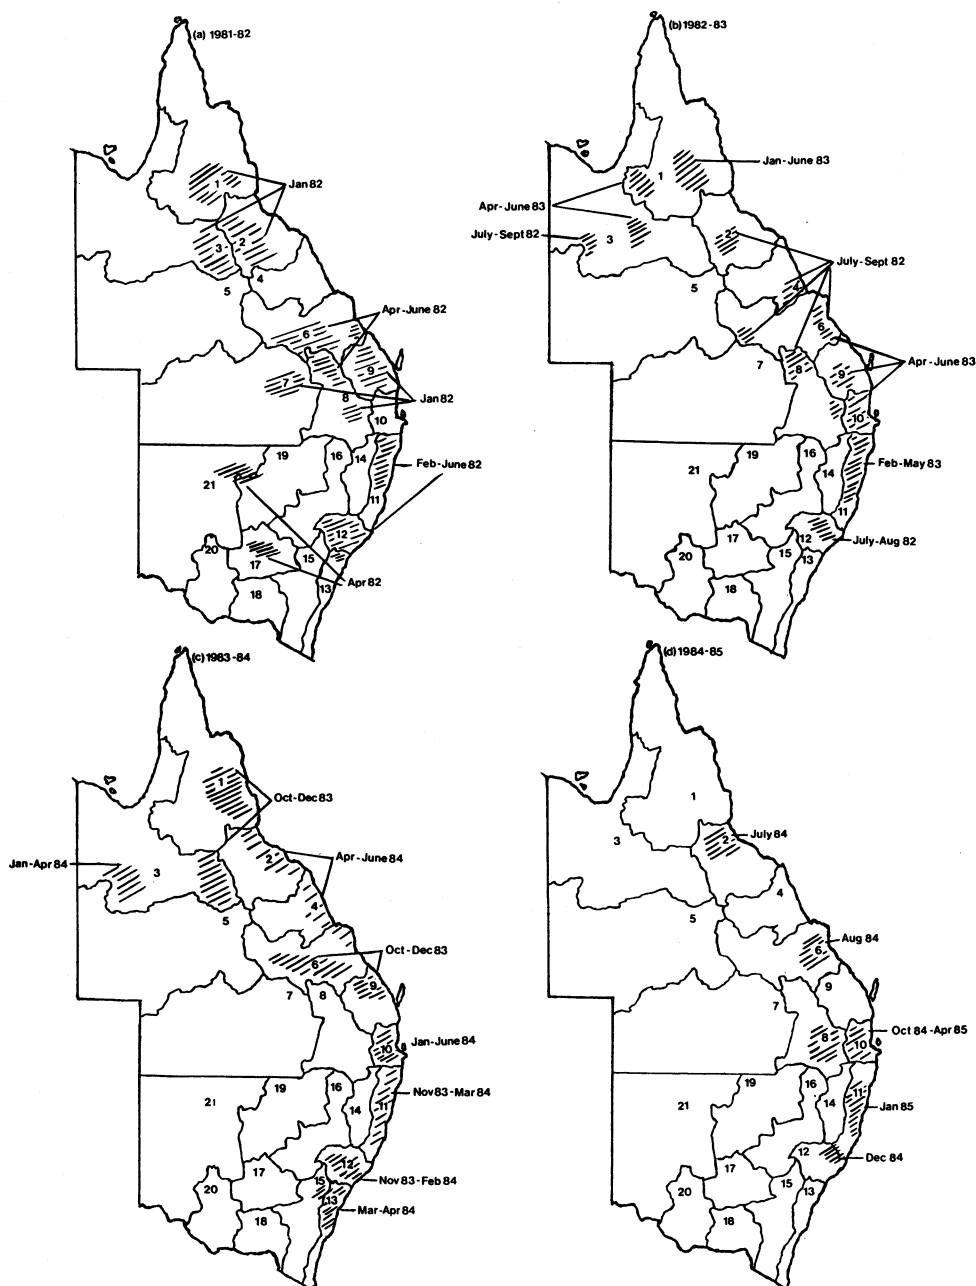 (a) 1981-82
1
Jan 82
3
2
4
5
Apr-June 82
6
9
7
8
Jan 82
10
19
16
14
Feb-June 82
21
11
12
20
17
15
Apr 82
13
18
(b) 1982-83
Jan-June 83
1
Apr-June 83
July-Sept 82
3
2
July-Sept 82
5
4
6
7
8
9
Apr-June 83
10
19
16
14
Feb-May 83
21
11
12
July-Aug 82
17
20
15
13
18
(c) 1983-84
1
Oct-Dec 83
Jan-Apr 84
3
2
Apr-June 84
4
5
Oct-Dec 83
6
9
7
8
10
Jan-June 84
19
16
Nov 83-Mar 84
21
14
11
12
17
15
Nov 83-Feb 84
20
13
Mar-Apr 84
18
(d) 1984-85
1
3
2
July 84
4
5
Aug 84
6
7
9
8
10
Oct 84-Apr 85
19
16
11
21
14
Jan 85
12
Dec 84
17
15
20
13
18